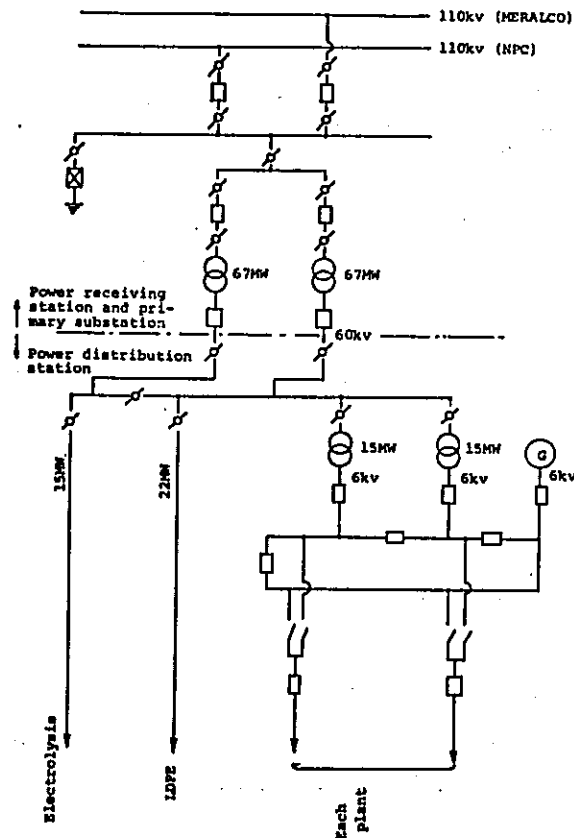 110kv (MERALCO)
110kv (NPC)
67MW
67MW
Power receiving
station and pri-
mary substation
60kv
Power distribution
station
15MW
22MW
15MW
15MW
G
6kv
6kv
6kv
Electrolysis
LDPE
Each
plant